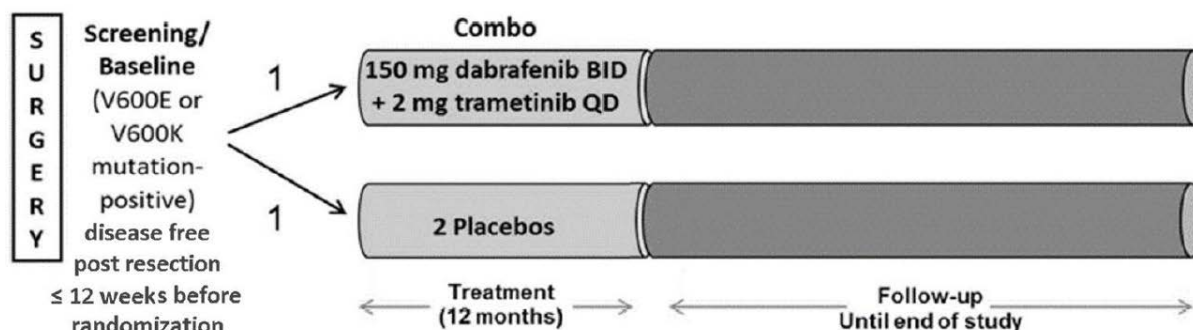 SURGERY
Screening/
Baseline
(V600E or
V600K
mutation-
positive)
disease free
post resection
≤ 12 weeks before
randomization
1
1
Combo
150 mg dabrafenib BID
+ 2 mg trametinib QD
2 Placebos
Treatment
(12 months)
Follow-up
Until end of study